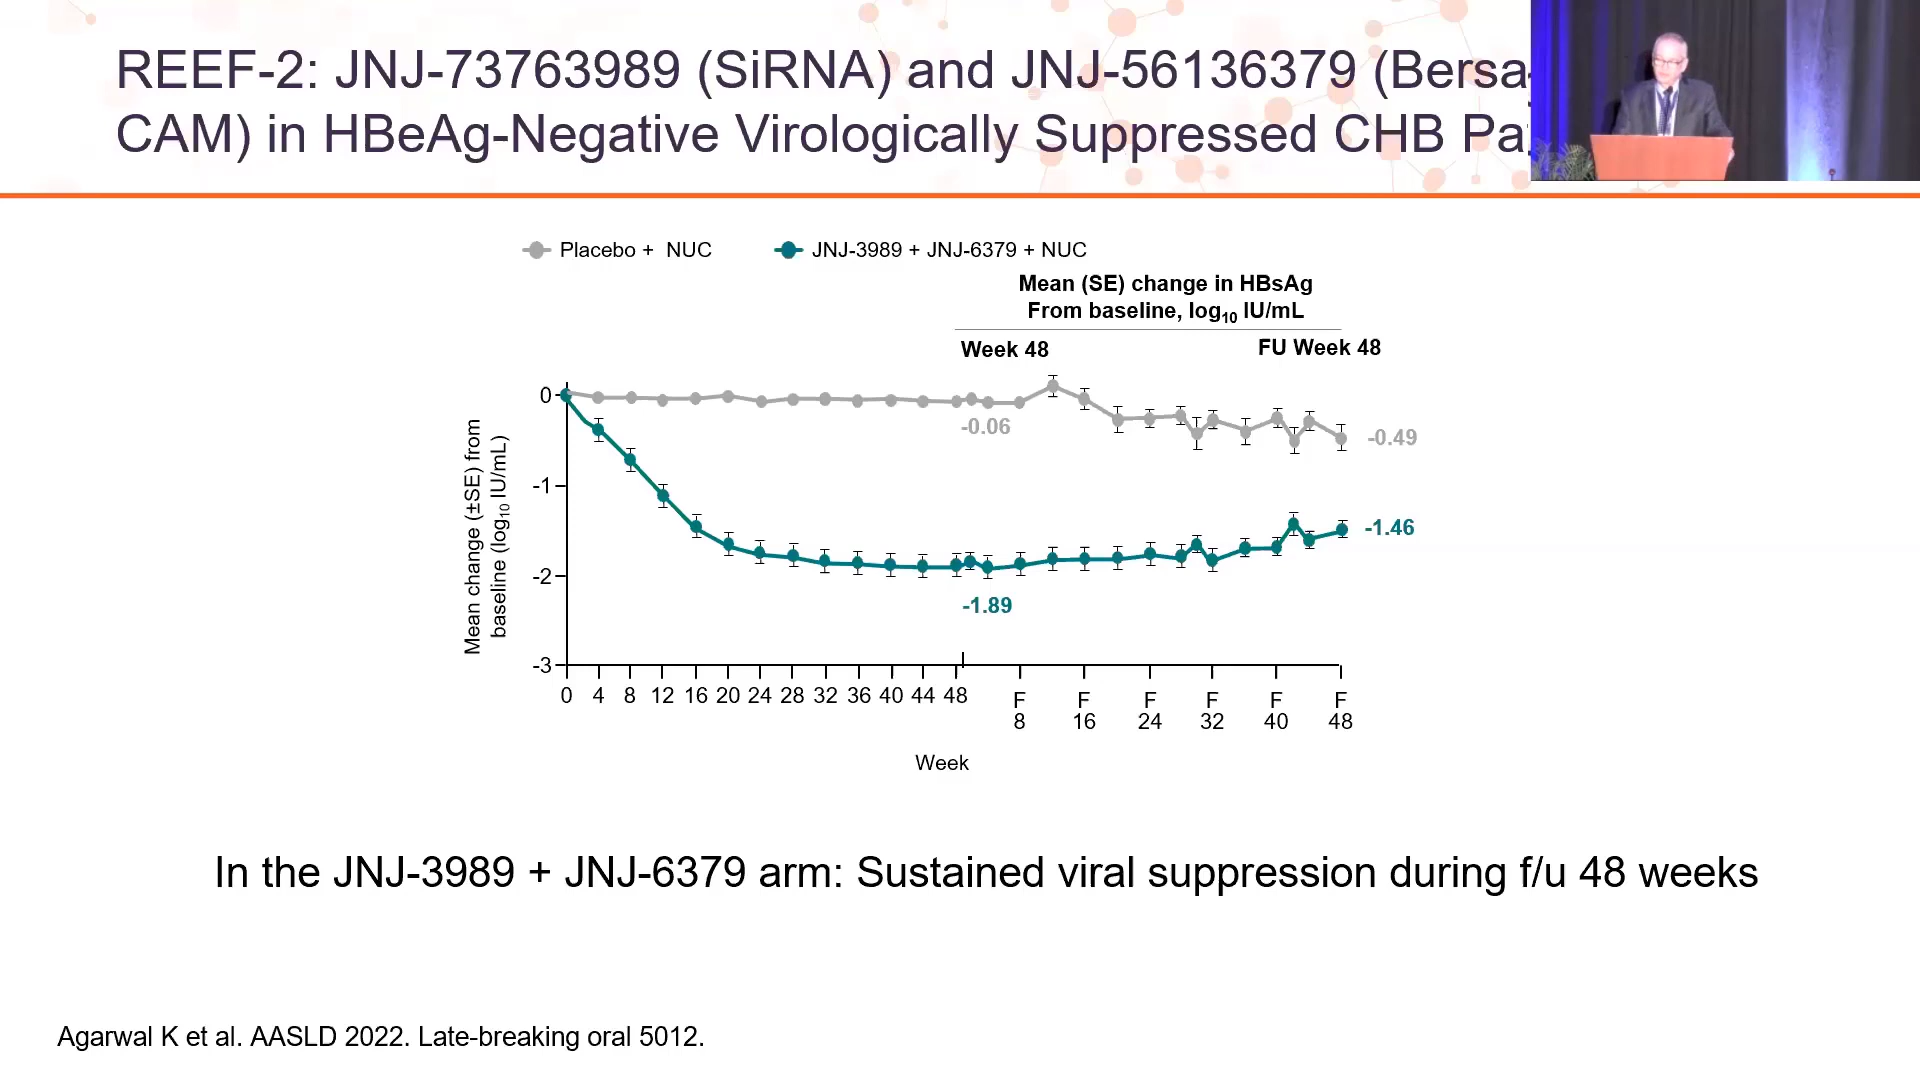 REEF-2: JNJ-73763989 (SiRNA) and JNJ-56136379 (Bersa-
CAM) in HBeAg-Negative Virologically Suppressed CHB
Placebo + NUC
JNJ-3989 + JNJ-6379 + NUC
Mean (SE) change in HBsAg
From baseline, log10 IU/mL
Week 48
FU Week 48
0
-1
-2
-3
Mean change (±SE) from
baseline (log10 IU/mL)
-0.06
-0.49
-1.46
-1.89
0 4 8 12 16 20 24 28 32 36 40 44 48
F F F F F F
8 16 24 32 40 48
Week
In the JNJ-3989 + JNJ-6379 arm: Sustained viral suppression during f/u 48 weeks
Agarwal K et al. AASLD 2022. Late-breaking oral 5012.